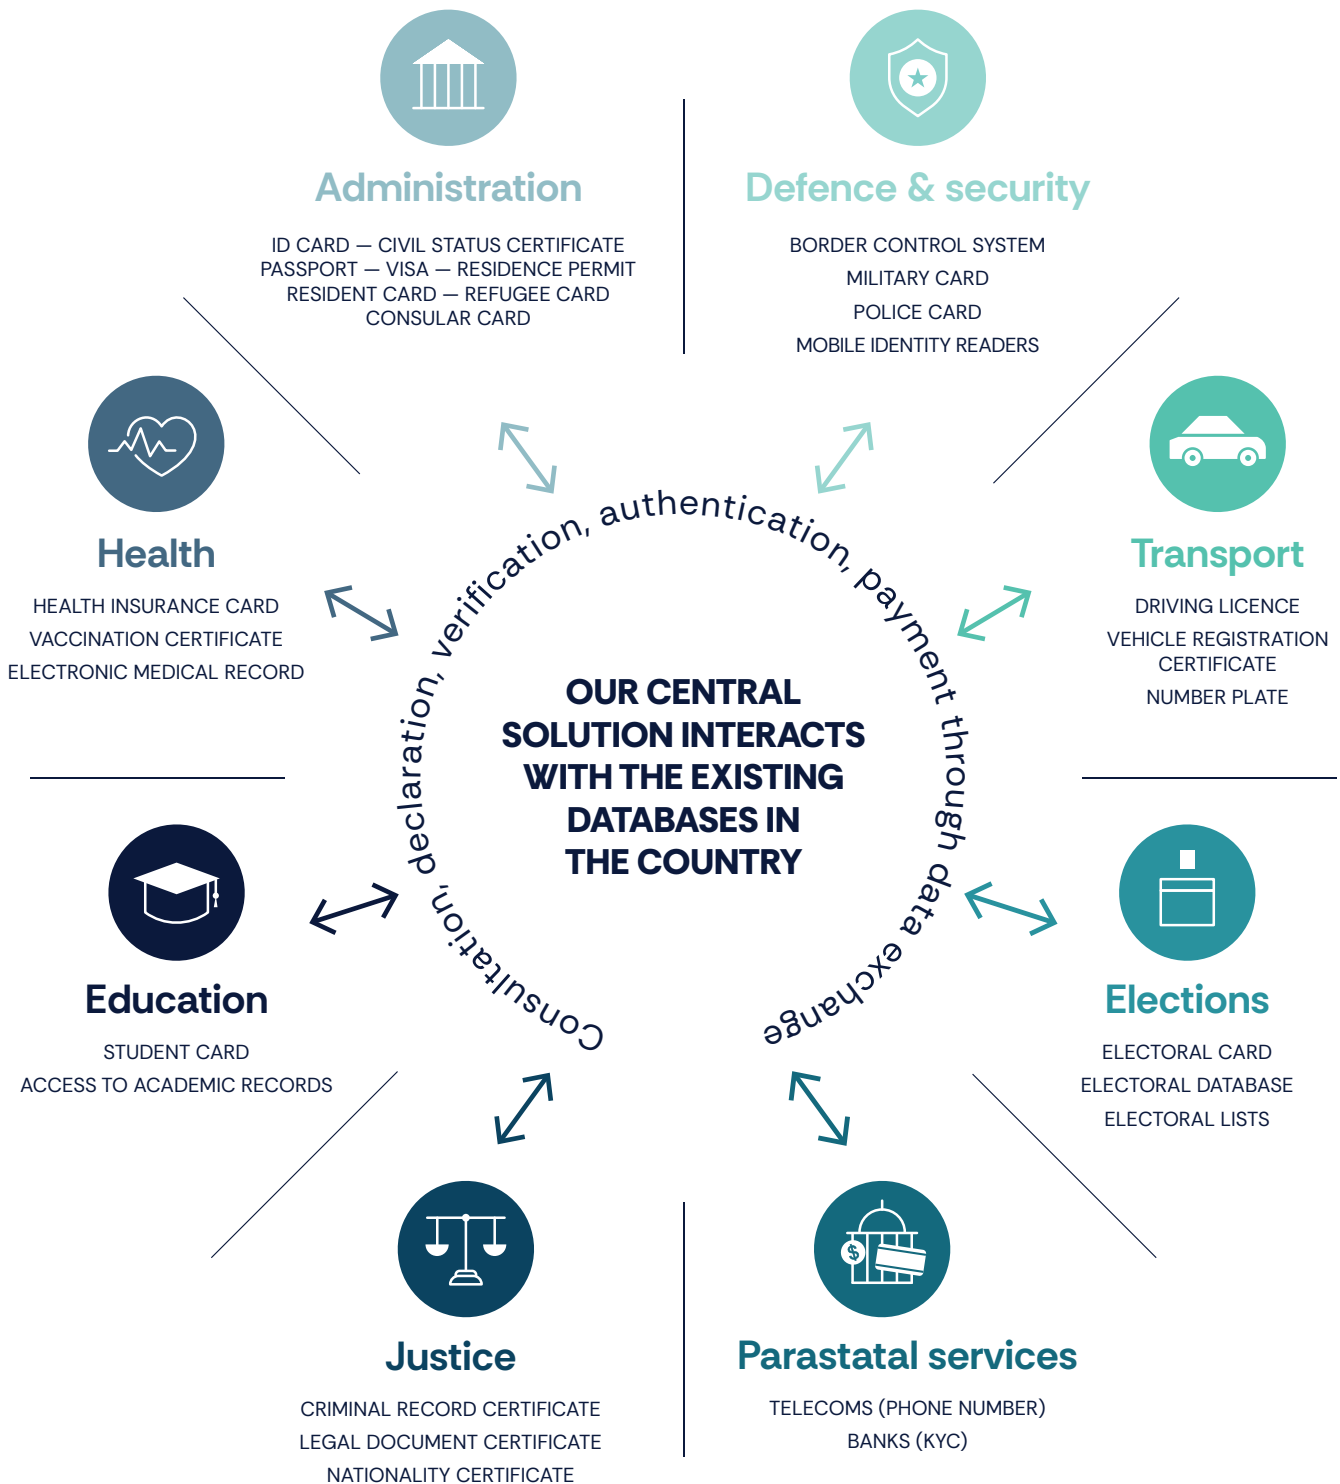 Administration
ID CARD — CIVIL STATUS CERTIFICATE
PASSPORT — VISA — RESIDENCE PERMIT
RESIDENT CARD — REFUGEE CARD
CONSULAR CARD
Defence & security
BORDER CONTROL SYSTEM
MILITARY CARD
POLICE CARD
MOBILE IDENTITY READERS
Health
HEALTH INSURANCE CARD
VACCINATION CERTIFICATE
ELECTRONIC MEDICAL RECORD
Transport
DRIVING LICENCE
VEHICLE REGISTRATION
CERTIFICATE
NUMBER PLATE
Consultation, declaration, verification, authentication, payment through data exchange
OUR CENTRAL
SOLUTION INTERACTS
WITH THE EXISTING
DATABASES IN
THE COUNTRY
Education
STUDENT CARD
ACCESS TO ACADEMIC RECORDS
Elections
ELECTORAL CARD
ELECTORAL DATABASE
ELECTORAL LISTS
Justice
CRIMINAL RECORD CERTIFICATE
LEGAL DOCUMENT CERTIFICATE
NATIONALITY CERTIFICATE
$
Parastatal services
TELECOMS (PHONE NUMBER)
BANKS (KYC)